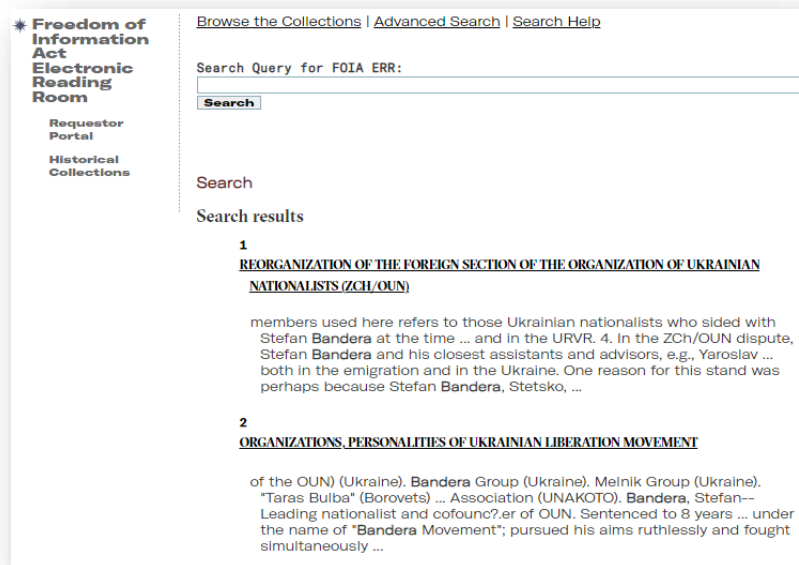 Freedom of
Information
Act
Electronic
Reading
Room
Requestor
Portal
Historical
Collections
Browse the Collections | Advanced Search | Search Help
Search Query for FOIA ERR:
Search
Search
Search results
1
REORGANIZATION OF THE FOREIGN SECTION OF THE ORGANIZATION OF UKRAINIAN
NATIONALISTS (ZCH/OUN)
members used here refers to those Ukrainian nationalists who sided with
Stefan Bandera at the time ... and in the URVR. 4. In the ZCh/OUN dispute,
Stefan Bandera and his closest assistants and advisors, e.g., Yaroslav ...
both in the emigration and in the Ukraine. One reason for this stand was
perhaps because Stefan Bandera, Stetsko, ...
2
ORGANIZATIONS, PERSONALITIES OF UKRAINIAN LIBERATION MOVEMENT
of the OUN) (Ukraine). Bandera Group (Ukraine). Melnik Group (Ukraine).
"Taras Bulba" (Borovets) ... Association (UNAKOTO). Bandera, Stefan--
Leading nationalist and cofounc?.er of OUN. Sentenced to 8 years ... under
the name of "Bandera Movement"; pursued his aims ruthlessly and fought
simultaneously ...